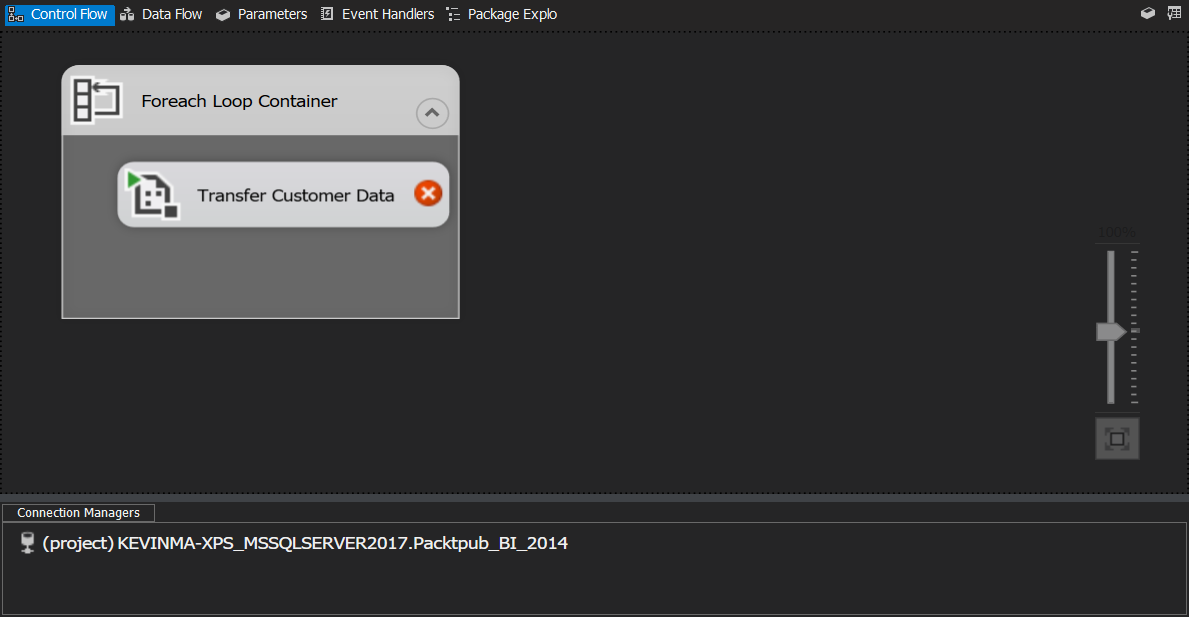 Control Flow Data Flow Parameters Event Handlers Package Explo
Foreach Loop Container
Transfer Customer Data
100%
Connection Managers
(project) KEVINMA-XPS_MSSQLSERVER2017.Packtpub_BI_2014